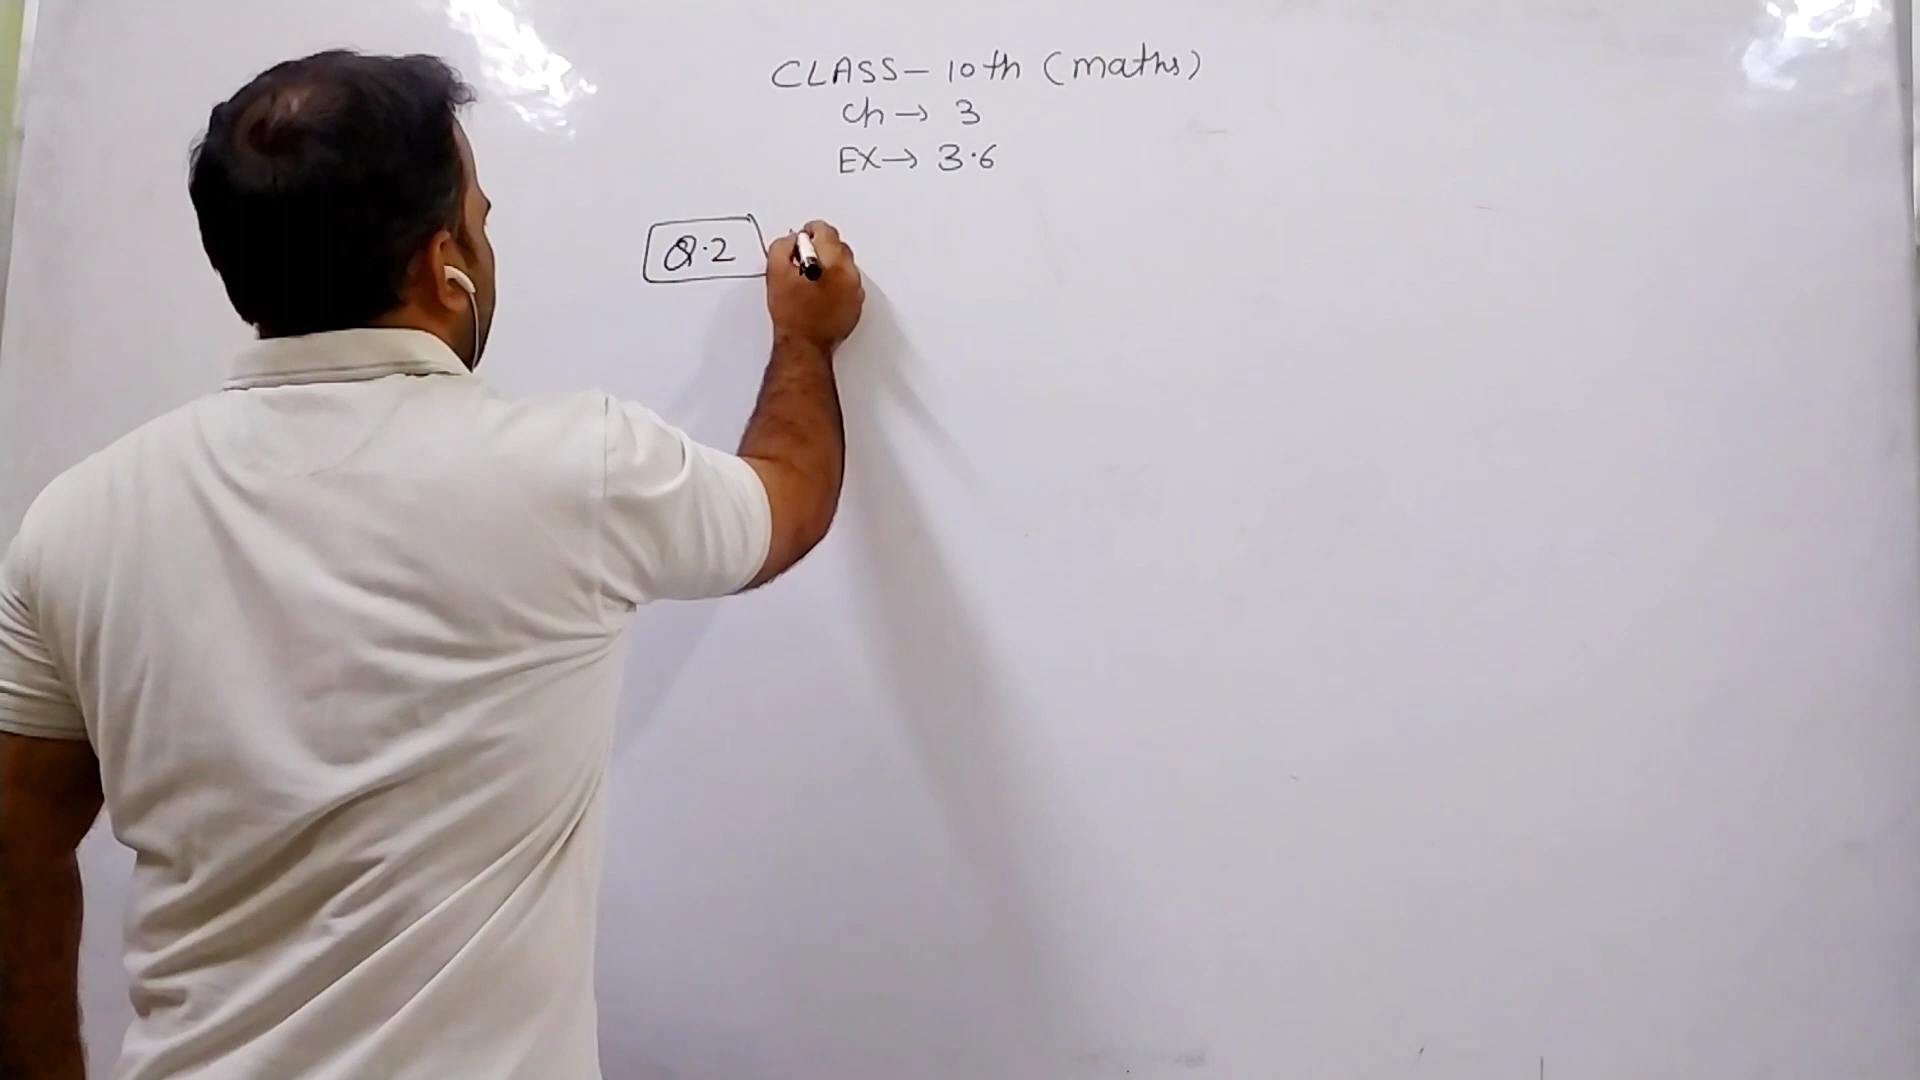 CLASS - 10th (maths)
Ch → 3
EX → 3.6
Q.2